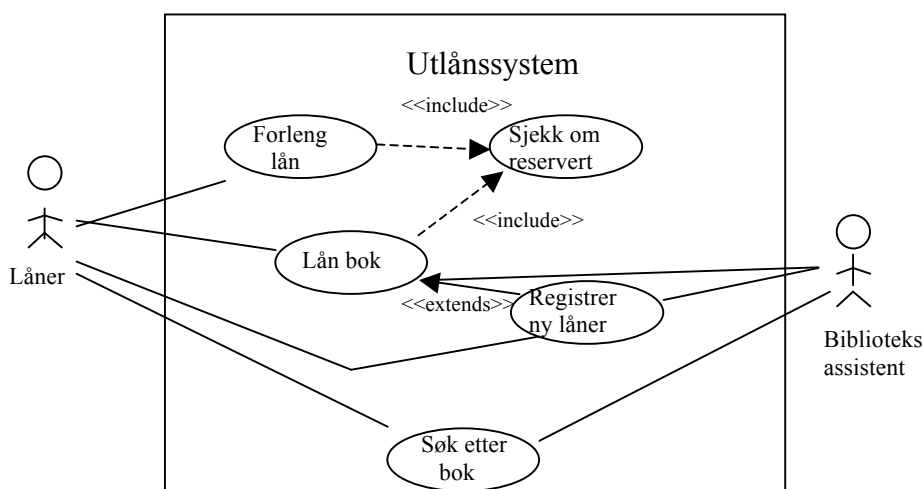 Utlånssystem
<<include>>
Forleng
lån
Sjekk om
reservert
<<include>>
Låner
Lån bok
<<extends>>
Registrer
ny låner
Biblioteks
assistent
Søk etter
bok